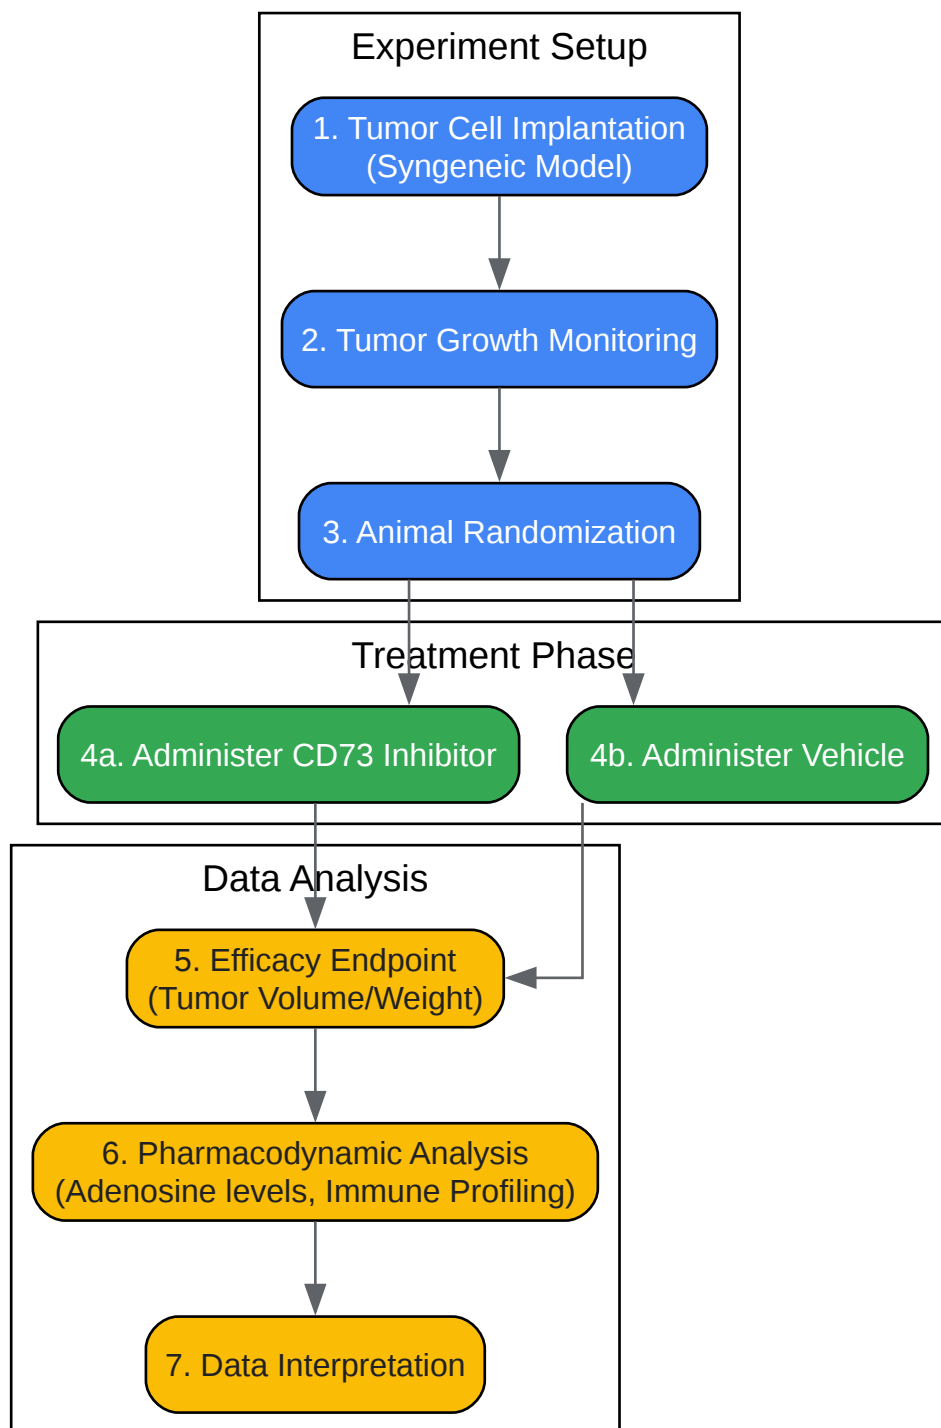 Experiment Setup
1. Tumor Cell Implantation
(Syngeneic Model)
2. Tumor Growth Monitoring
3. Animal Randomization
Treatment Phase
4a. Administer CD73 Inhibitor
4b. Administer Vehicle
Data Analysis
5. Efficacy Endpoint
(Tumor Volume/Weight)
6. Pharmacodynamic Analysis
(Adenosine levels, Immune Profiling)
7. Data Interpretation